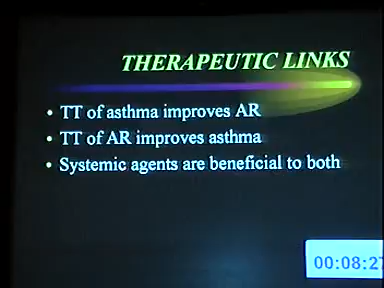 THERAPEUTIC LINKS
• TT of asthma improves AR
• TT of AR improves asthma
• Systemic agents are beneficial to both
00:08:27